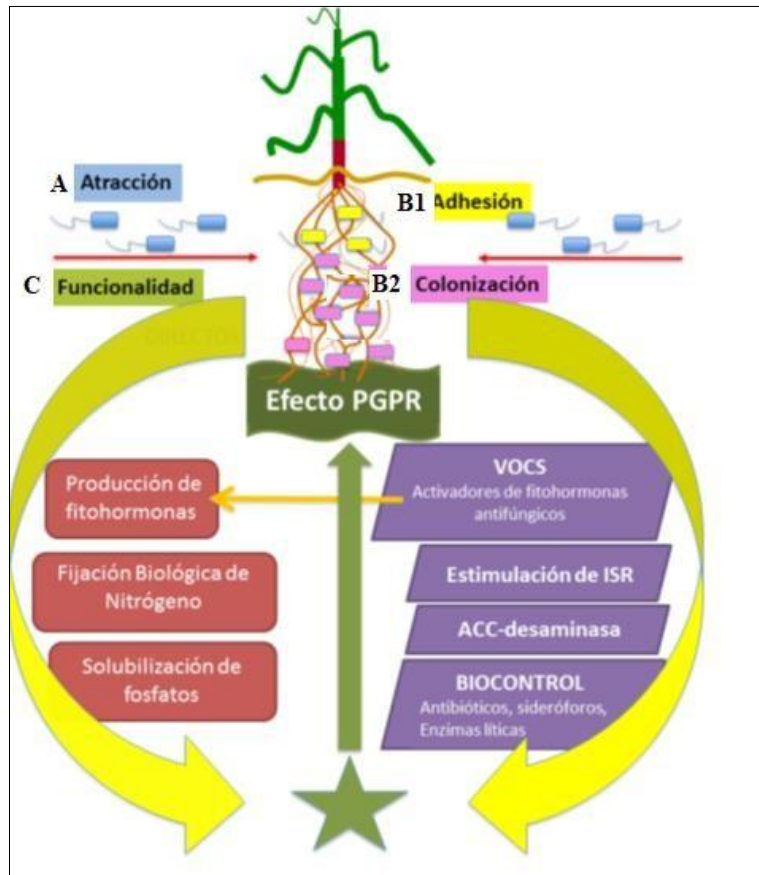 A Atracción
B1 Adhesión
C Funcionalidad
B2 Colonización
DIRECTOS
Efecto PGPR
Producción de
fitohormonas
Fijación Biológica de
Nitrógeno
Solubilización de
fosfatos
VOCS
Activadores de fitohormonas
antifúngicos
Estimulación de ISR
ACC-desaminasa
BIOCONTROL
Antibióticos, sideróforos,
Enzimas líticas